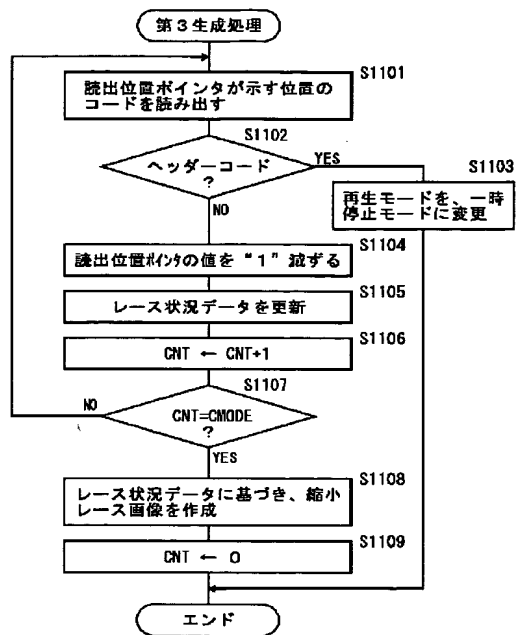 第3生成処理
S1101
読出位置ポインタが示す位置の
コードを読み出す
S1102
ヘッダーコード
?
YES
NO
S1103
再生モードを、一時
停止モードに変更
S1104
読出位置ポインタの値を“1”減ずる
S1105
レース状況データを更新
S1106
CNT ← CNT+1
S1107
NO
CNT=CMODE
?
YES
S1108
レース状況データに基づき、縮小
レース画像を作成
S1109
CNT ← 0
エンド